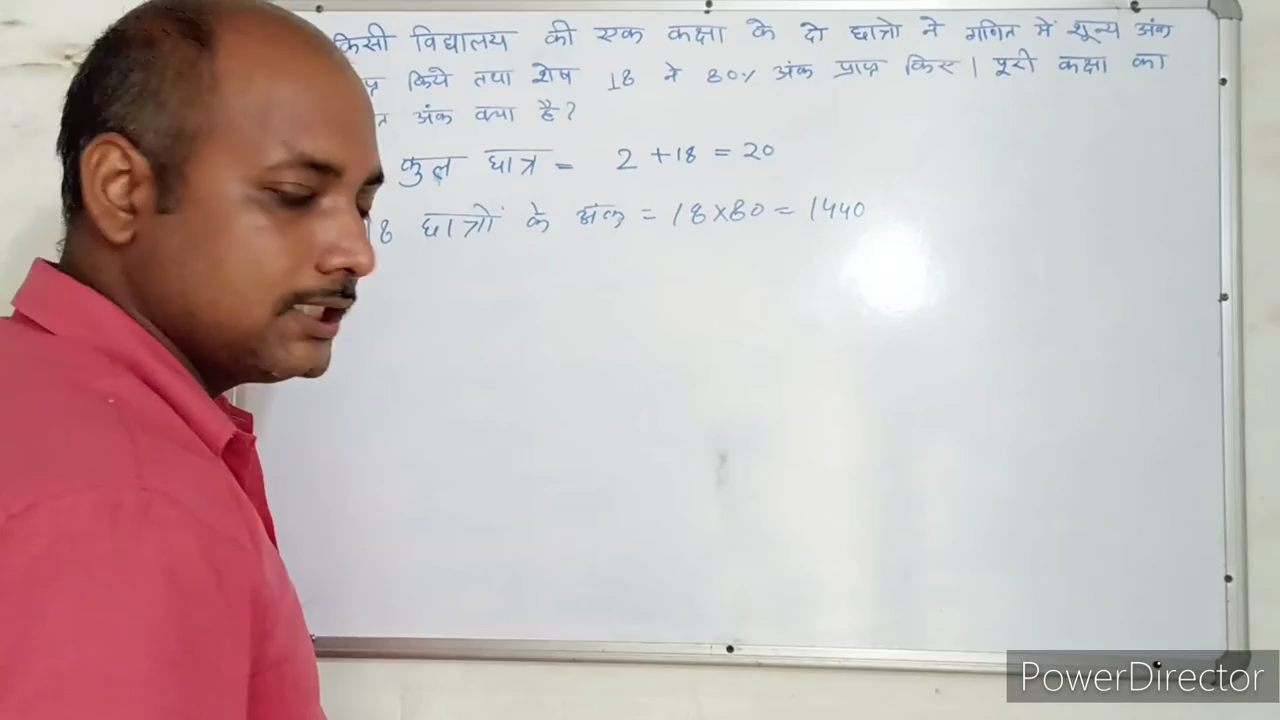 किसी विद्यालय की एक कक्षा के दो छात्रो ने गणित में शून्य अंक
किये तथा शेष 18 ने 80% अंक प्राप्त किए । पूरी कक्षा का
अंक क्या है?
कुल छात्र = 2 + 18 = 20
18 छात्रों के अंक = 18 × 80 = 1440
PowerDirector